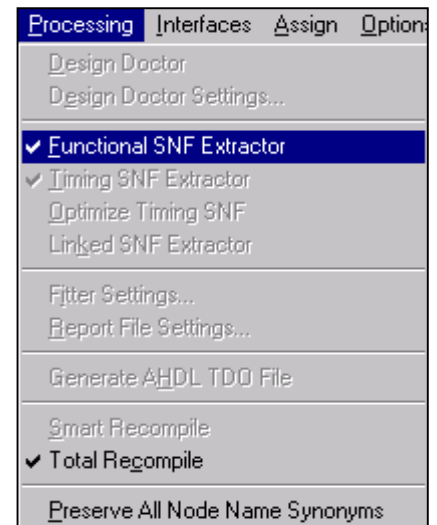 Processing Interfaces Assign Option
Design Doctor
Design Doctor Settings...
Functional SNF Extractor
Timing SNF Extractor
Optimize Timing SNF
Linked SNF Extractor
Fitter Settings...
Report File Settings...
Generate AHDL TDO File
Smart Recompile
Total Recompile
Preserve All Node Name Synonyms